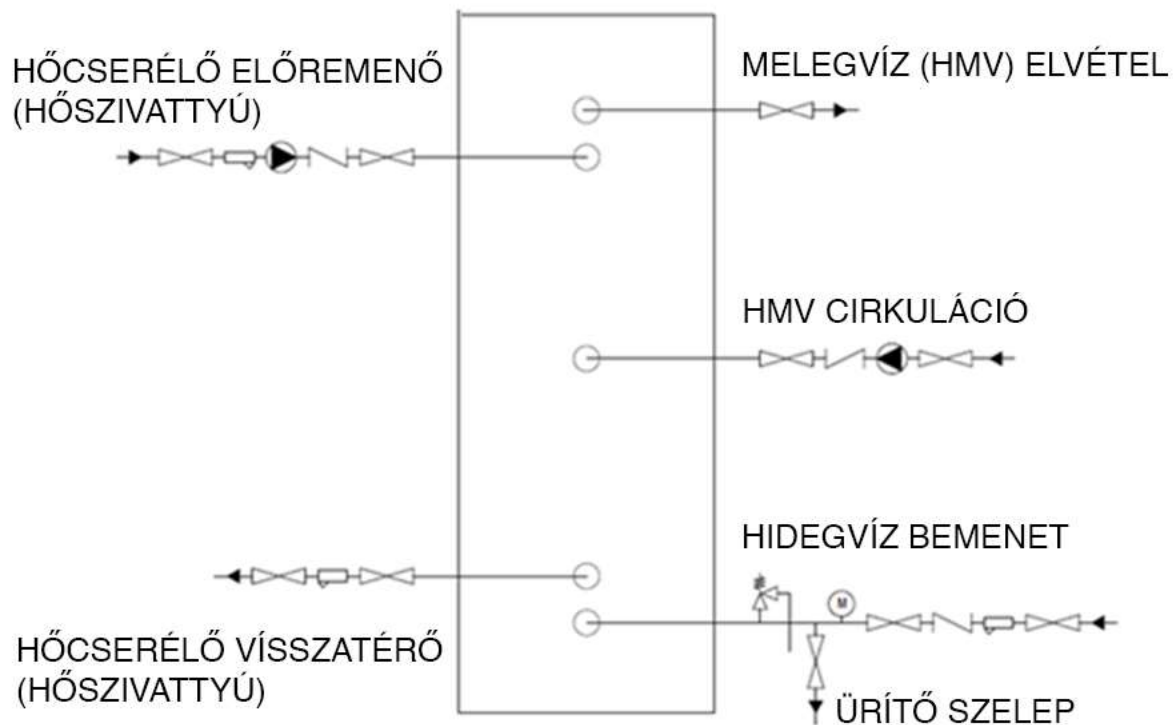 HŐCSERÉLŐ ELŐREMENŐ
(HŐSZIVATTYÚ)
MELEGVÍZ (HMV) ELVÉTEL
HMV CIRKULÁCIÓ
HIDEGVÍZ BEMENET
M
HŐCSERÉLŐ VÍSSZATÉRŐ
(HŐSZIVATTYÚ)
ÜRÍTŐ SZELEP